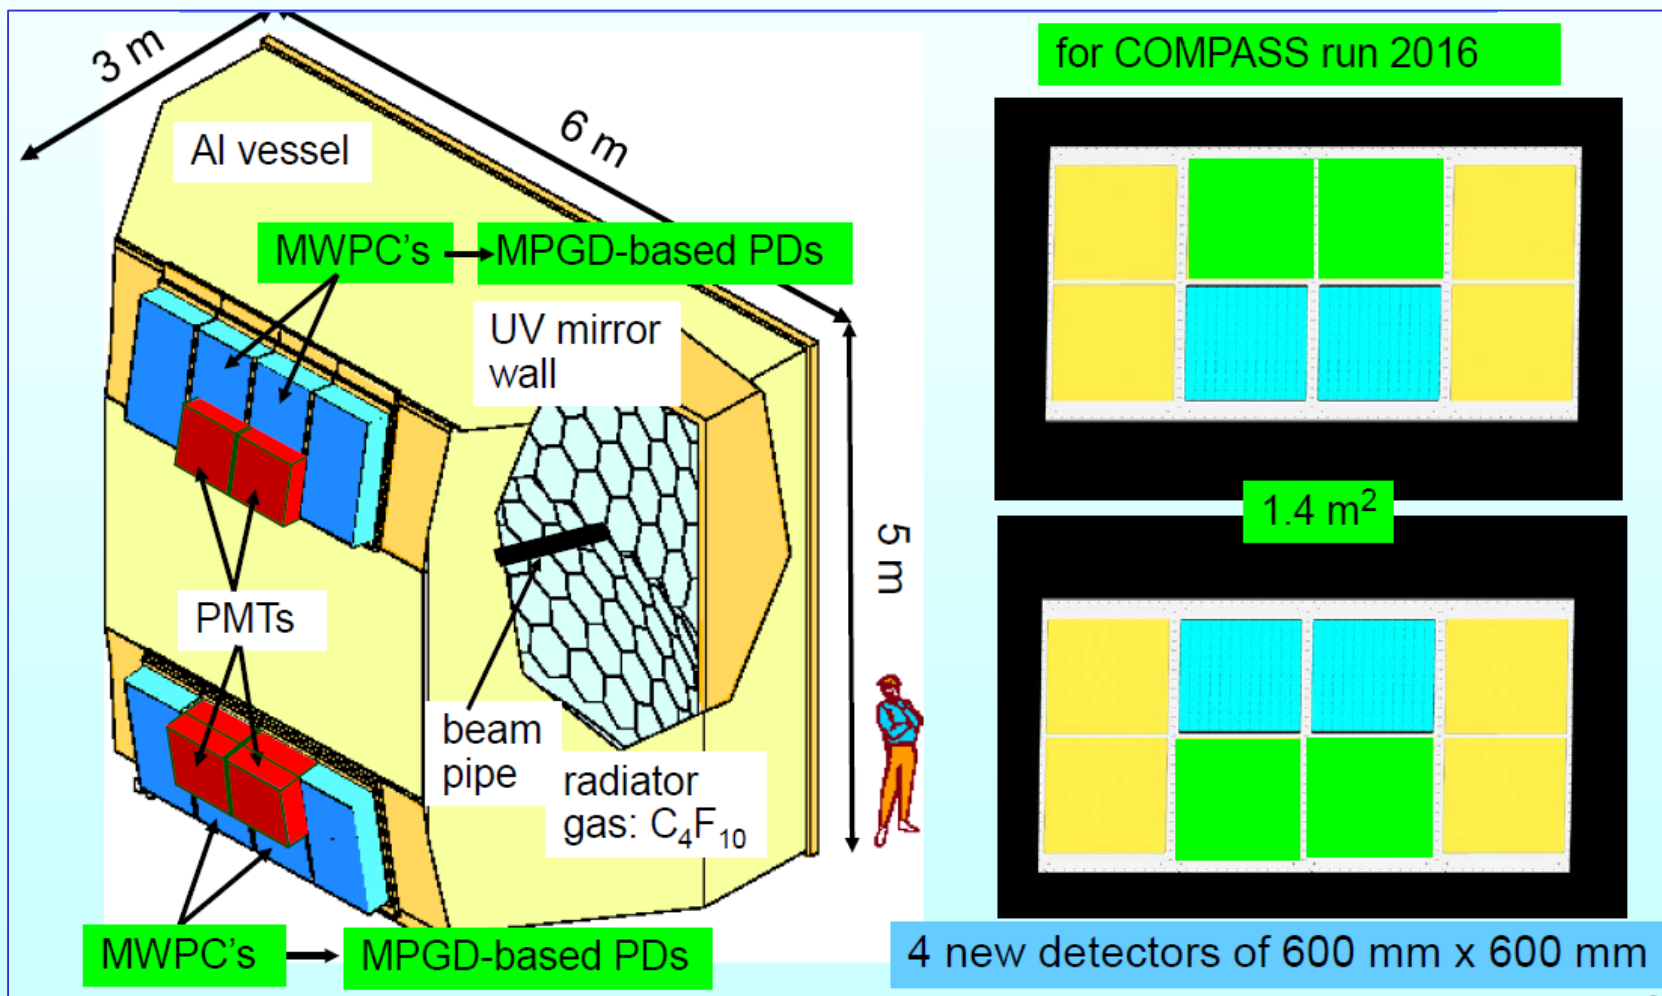 3 m
6 m
for COMPASS run 2016
Al vessel
MWPC's
MPGD-based PDs
UV mirror
wall
1.4 m²
5 m
PMTs
beam
pipe
radiator
gas: C₄F₁₀
MWPC's
MPGD-based PDs
4 new detectors of 600 mm x 600 mm